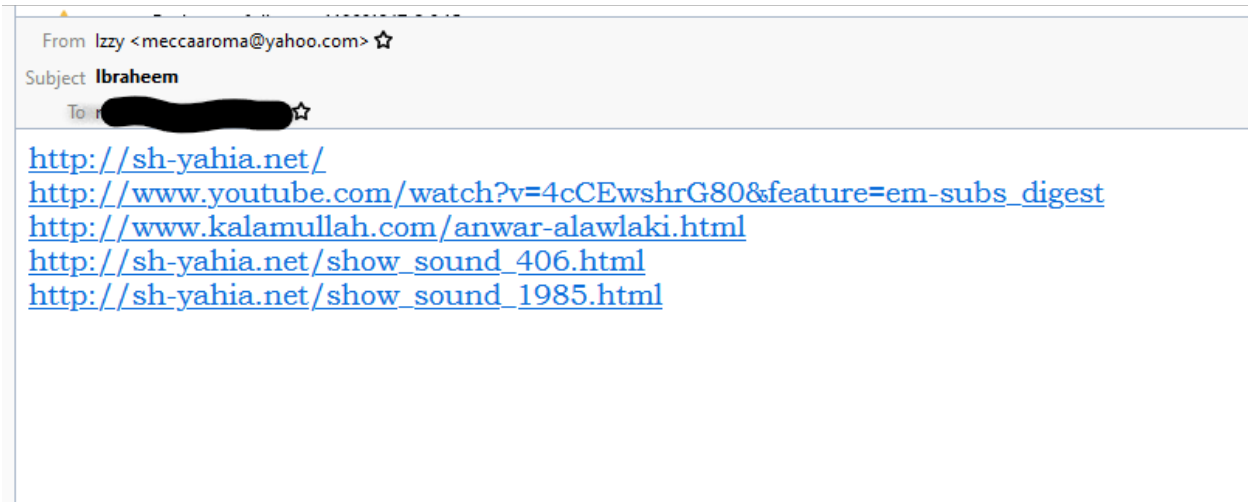 From Izzy <meccaaroma@yahoo.com>
Subject Ibraheem
To
http://sh-yahia.net/
http://www.youtube.com/watch?v=4cCEwshrG80&feature=em-subs_digest
http://www.kalamullah.com/anwar-alawlaki.html
http://sh-yahia.net/show_sound_406.html
http://sh-yahia.net/show_sound_1985.html